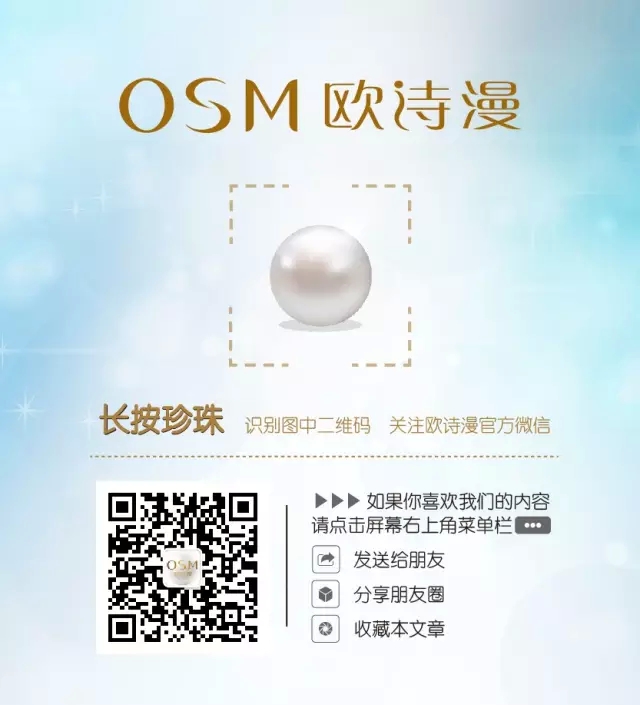 OSM 欧诗漫
长按珍珠 识别图中二维码 关注欧诗漫官方微信
▶▶▶ 如果你喜欢我们的内容
请点击屏幕右上角菜单栏 •••
发送给朋友
分享朋友圈
收藏本文章
OSM